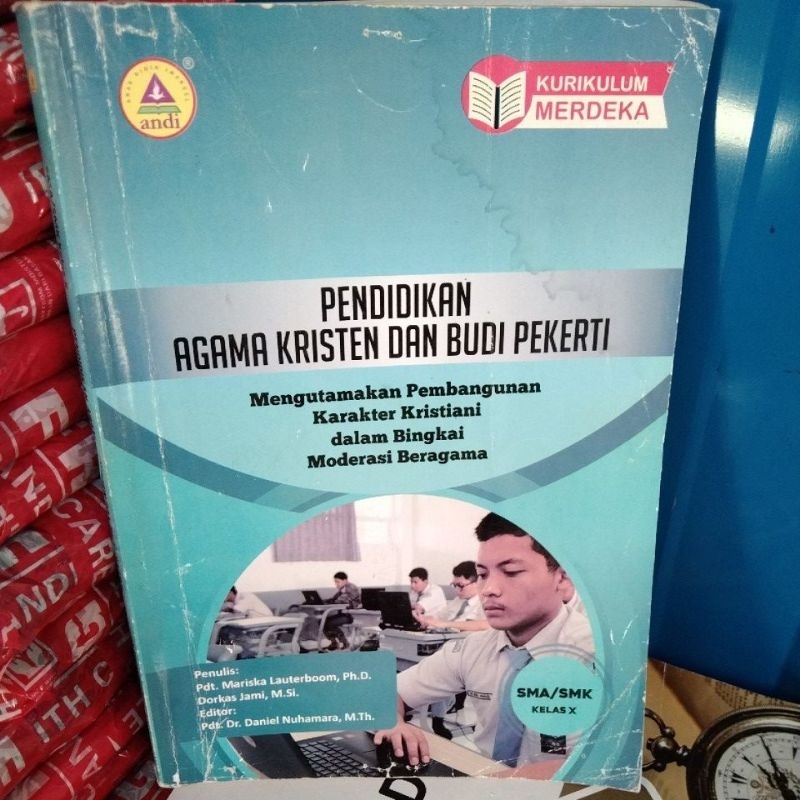 andi
KURIKULUM
MERDEKA
PENDIDIKAN
AGAMA KRISTEN DAN BUDI PEKERTI
Mengutamakan Pembangunan
Karakter Kristiani
dalam Bingkai
Moderasi Beragama
Penulis:
Pdt. Mariska Lauterboom, Ph.D.
Dorkas Jami, M.Si.
Editor:
Pdt. Dr. Daniel Nuhamara, M.Th.
SMA/SMK
KELAS X